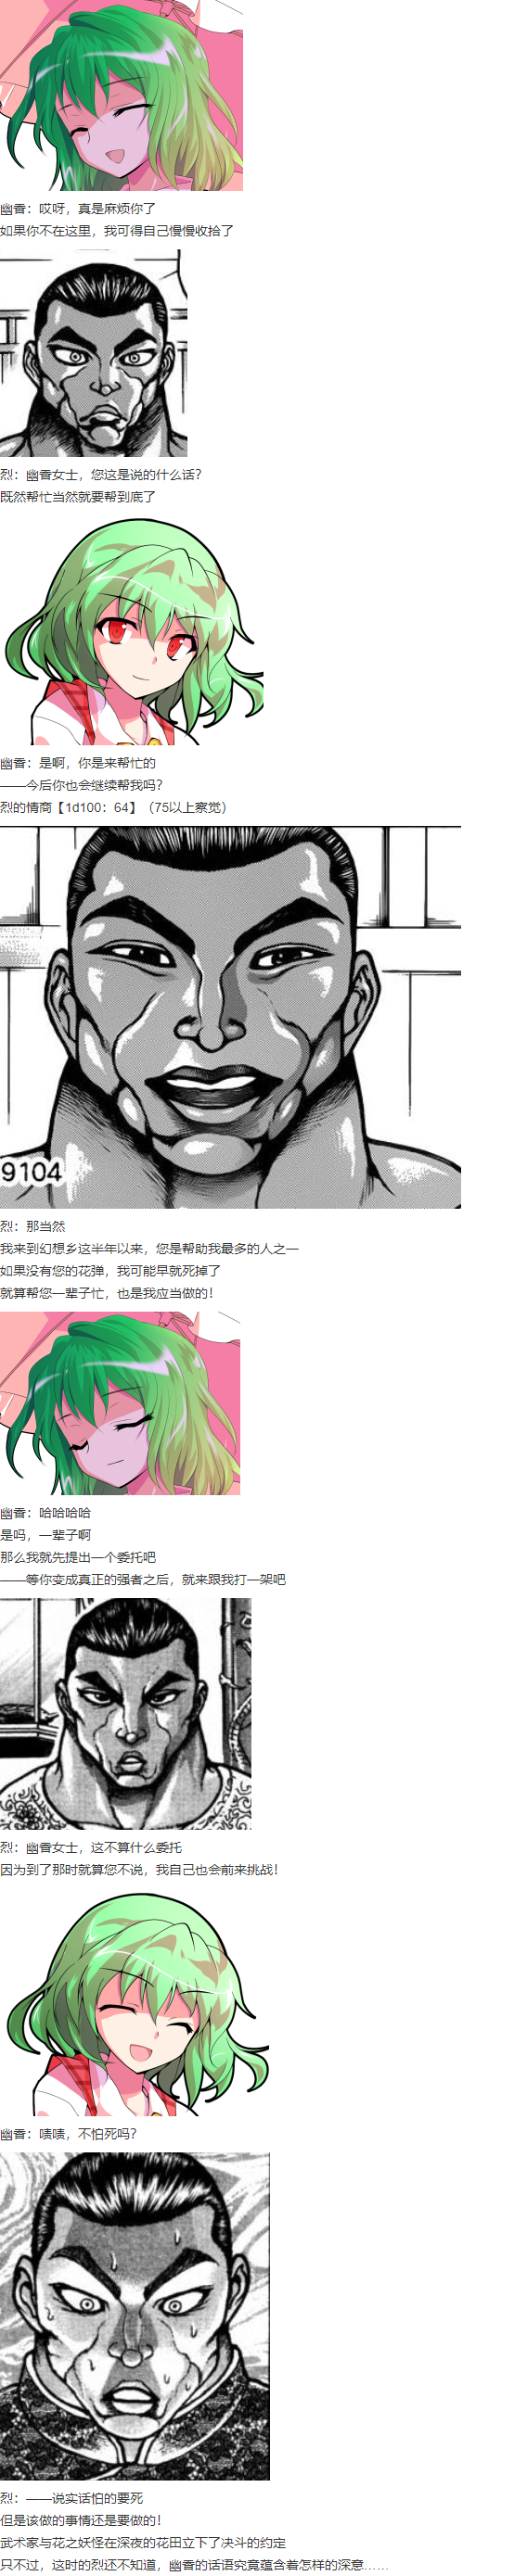 幽香：哎呀，真是麻烦你了
如果你不在这里，我可得自己慢慢收拾了
烈：幽香女士，您这是说的什么话？
既然帮忙当然就要帮到底了
幽香：是啊，你是来帮忙的
——今后你也会继续帮我吗？
烈的情商【1d100：64】（75以上察觉）
9104
烈：那当然
我来到幻想乡这半年以来，您是帮助我最多的人之一
如果没有您的花弹，我可能早就死掉了
就算帮您一辈子忙，也是我应当做的！
幽香：哈哈哈哈
是吗，一辈子啊
那么我就先提出一个委托吧
——等你变成真正的强者之后，就来跟我打一架吧
烈：幽香女士，这不算什么委托
因为到了那时就算您不说，我自己也会前来挑战！
幽香：啧啧，不怕死吗？
烈：——说实话怕的要死
但是该做的事情还是要做的！
武术家与花之妖怪在深夜的花田立下了决斗的约定
只不过，这时的烈还不知道，幽香的话语究竟蕴含着怎样的深意……